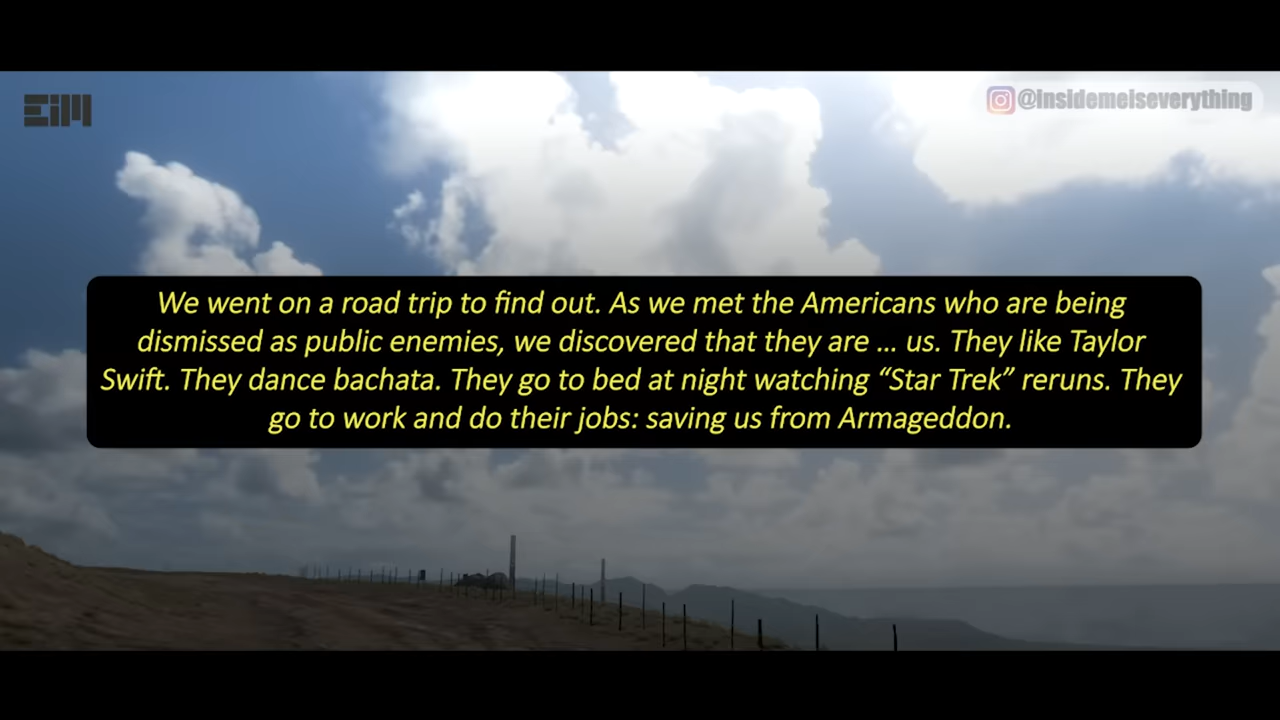 EiM
@Insidemeiseverything
We went on a road trip to find out. As we met the Americans who are being
dismissed as public enemies, we discovered that they are ... us. They like Taylor
Swift. They dance bachata. They go to bed at night watching “Star Trek” reruns. They
go to work and do their jobs: saving us from Armageddon.